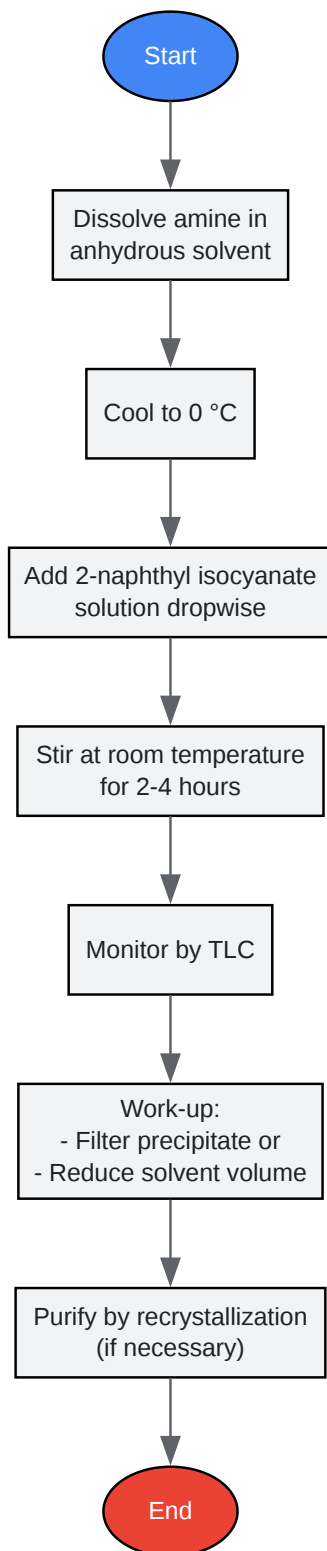 Start
Dissolve amine in
anhydrous solvent
Cool to 0 °C
Add 2-naphthyl isocyanate
solution dropwise
Stir at room temperature
for 2-4 hours
Monitor by TLC
Work-up:
- Filter precipitate or
- Reduce solvent volume
Purify by recrystallization
(if necessary)
End